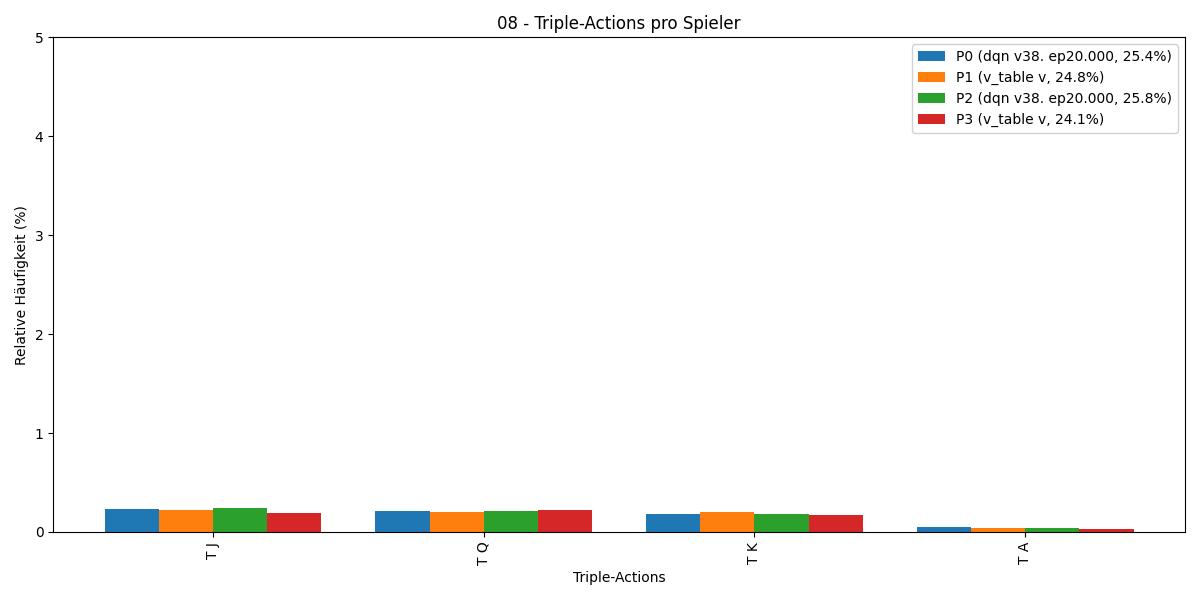 08 - Triple-Actions pro Spieler
P0 (dqn v38. ep20.000, 25.4%)
P1 (v_table v, 24.8%)
P2 (dqn v38. ep20.000, 25.8%)
P3 (v_table v, 24.1%)
Relative Häufigkeit (%)
5
4
3
2
1
0
T J
T Q
T K
T A
Triple-Actions